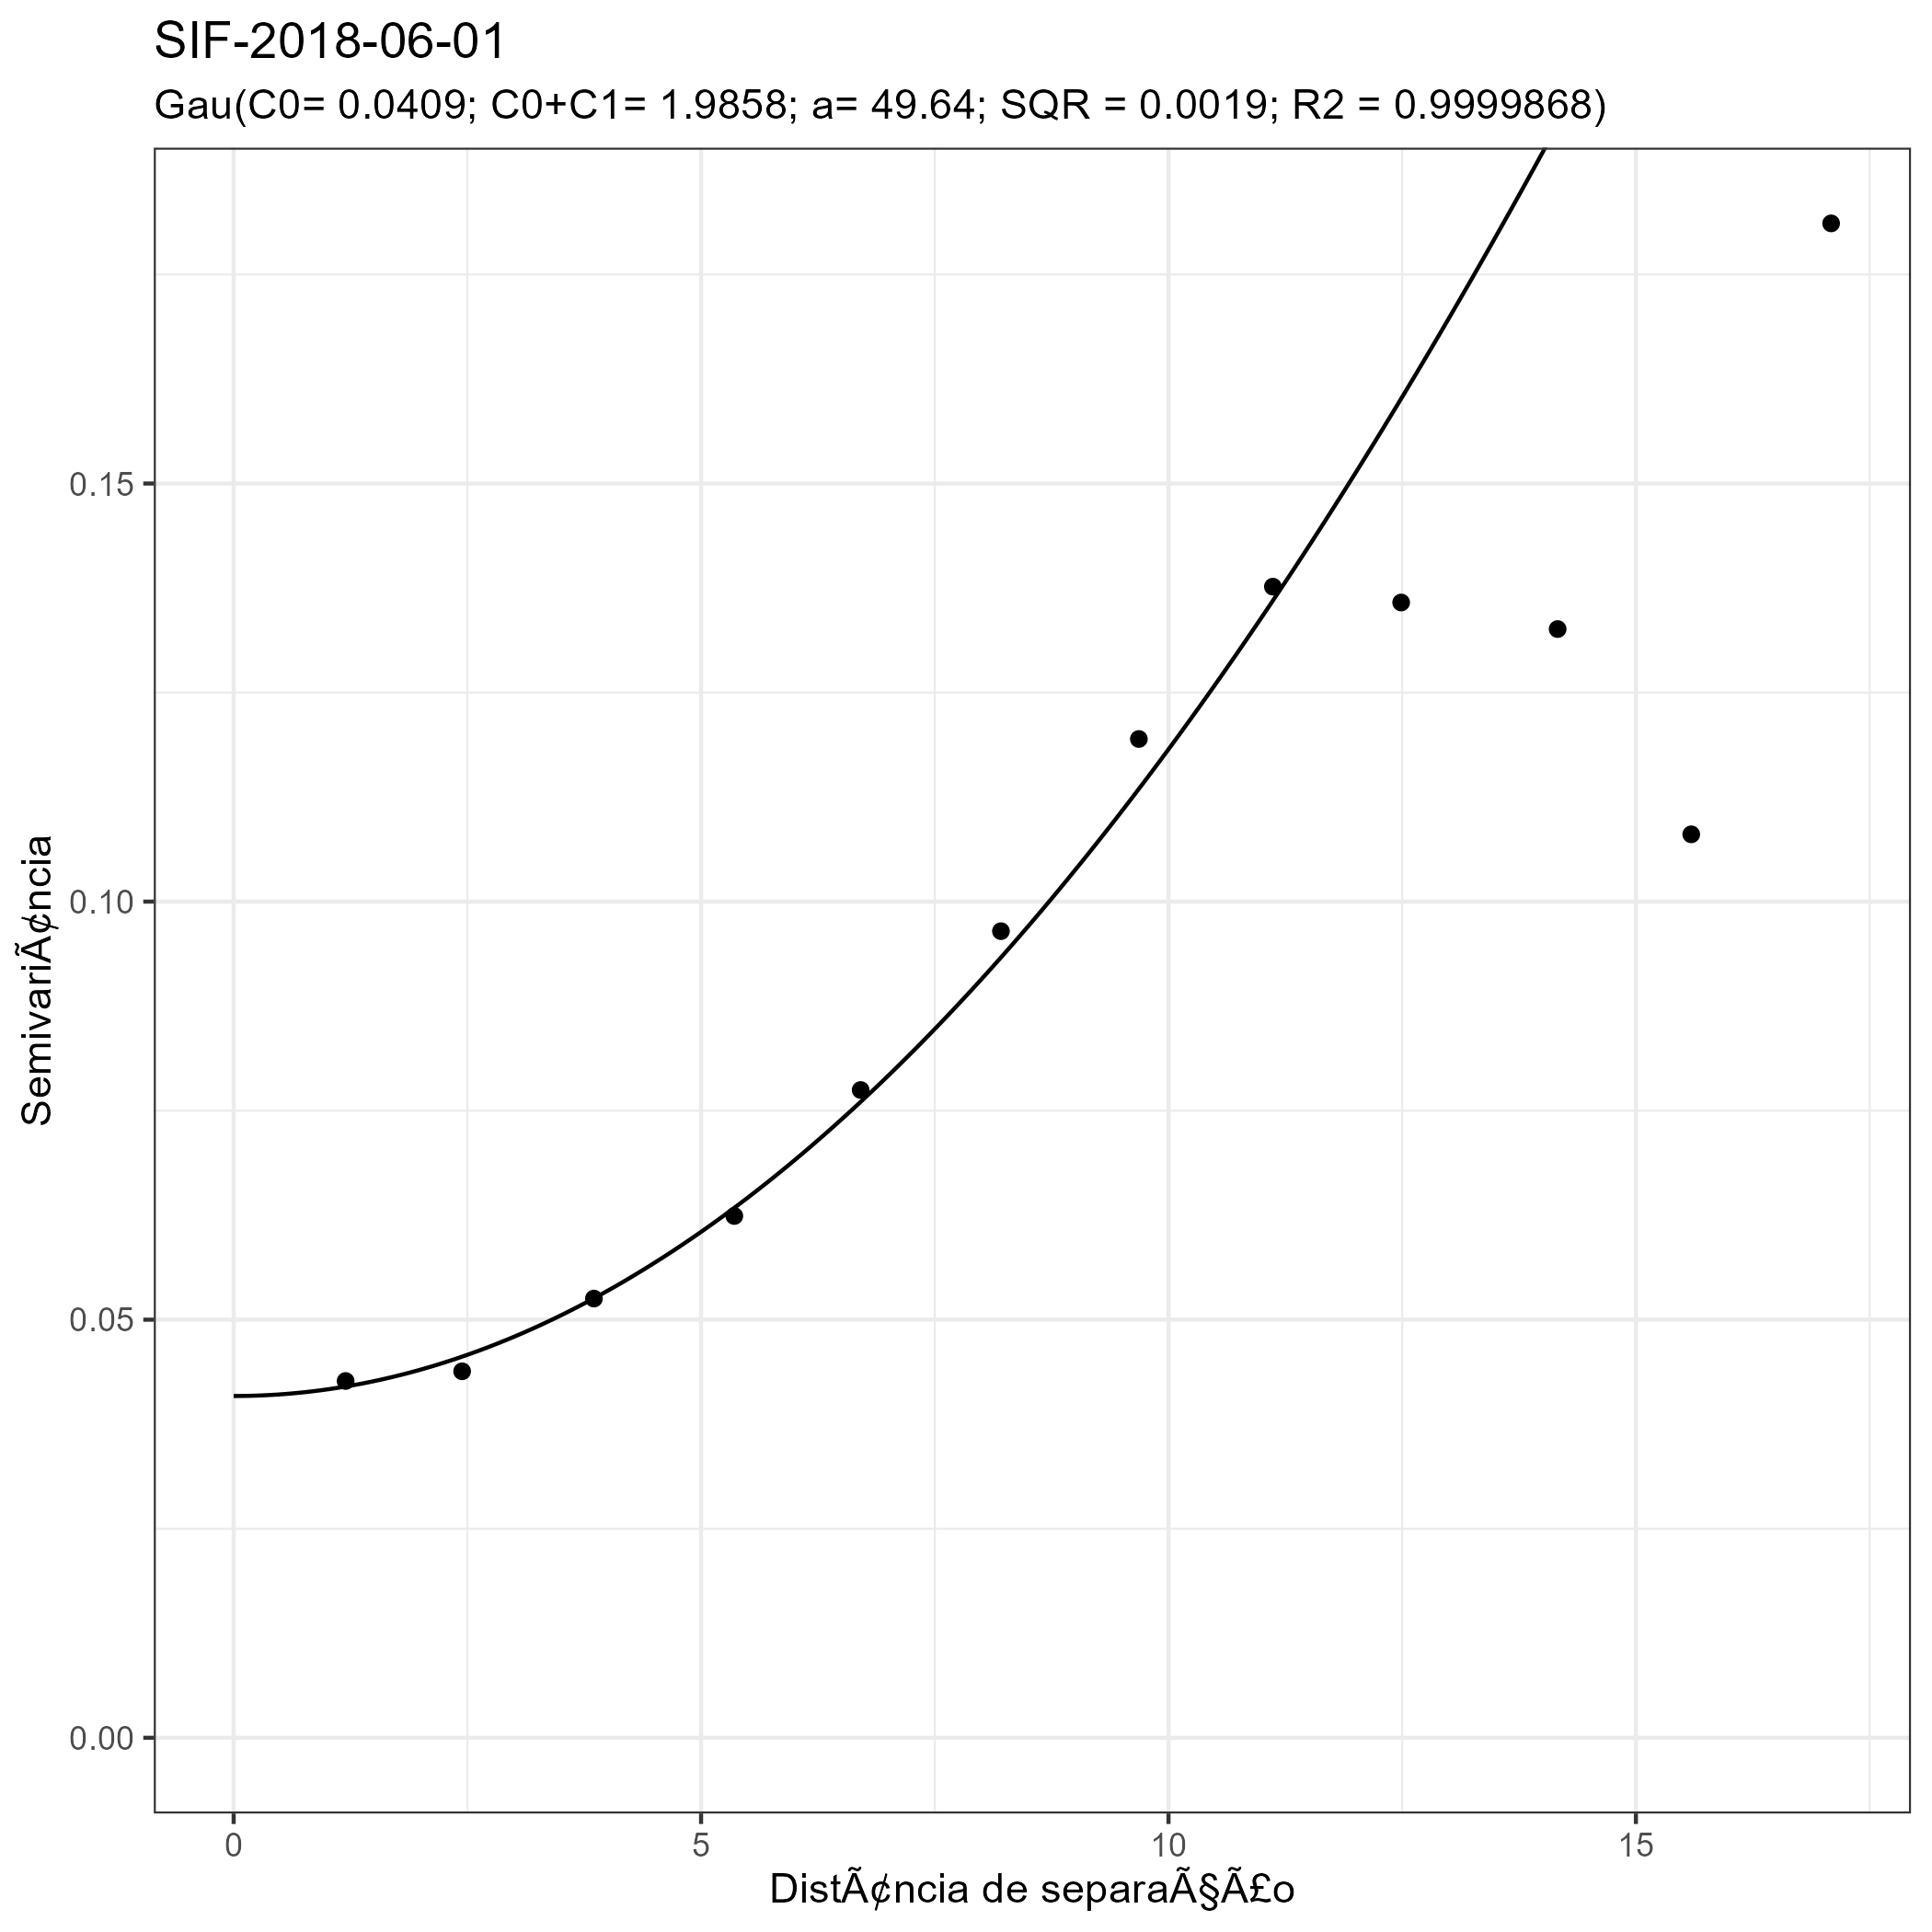 SIF-2018-06-01
Gau(C0= 0.0409; C0+C1= 1.9858; a= 49.64; SQR = 0.0019; R2 = 0.9999868)
SemivariÃ¢ncia
0.15
0.10
0.05
0.00
0 5 10 15
DistÃ¢ncia de separaÃ§Ã£o